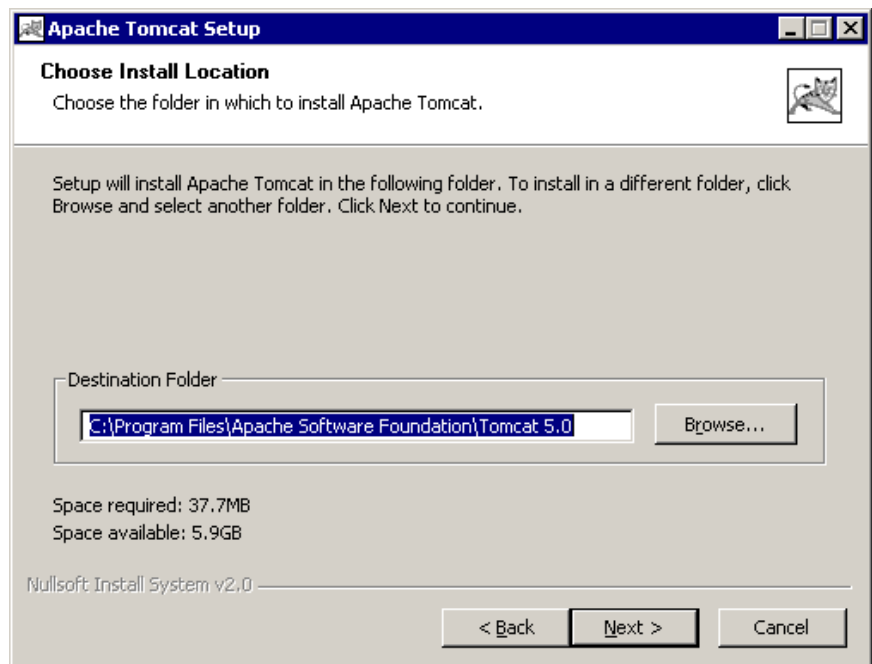 Apache Tomcat Setup
Choose Install Location
Choose the folder in which to install Apache Tomcat.
Setup will install Apache Tomcat in the following folder. To install in a different folder, click
Browse and select another folder. Click Next to continue.
Destination Folder
C:\Program Files\Apache Software Foundation\Tomcat 5.0
Browse...
Space required: 37.7MB
Space available: 5.9GB
Nullsoft Install System v2.0
< Back Next > Cancel